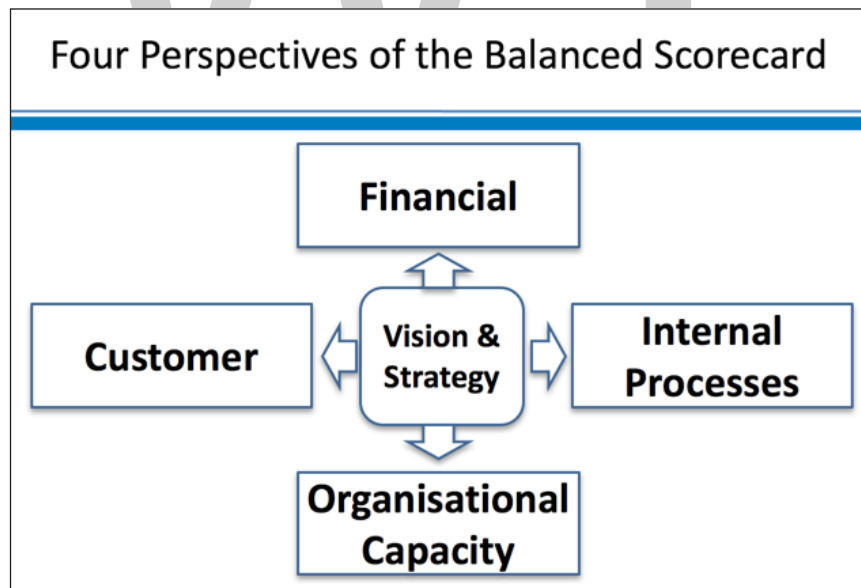 Four Perspectives of the Balanced Scorecard
Financial
Customer
Vision &
Strategy
Internal
Processes
Organisational
Capacity